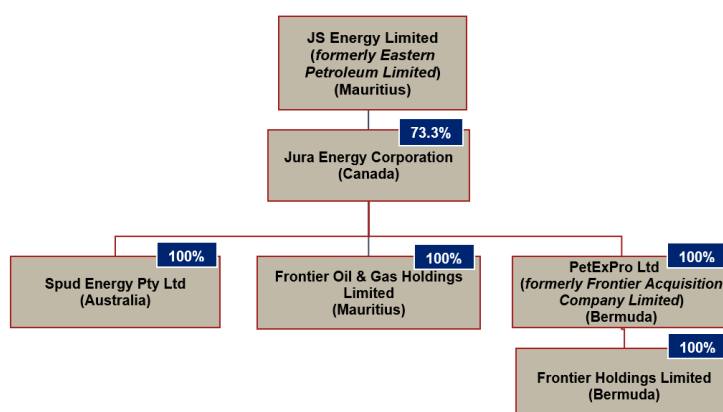 JS Energy Limited
(formerly Eastern
Petroleum Limited)
(Mauritius)
73.3%
Jura Energy Corporation
(Canada)
100%
Spud Energy Pty Ltd
(Australia)
100%
Frontier Oil & Gas Holdings
Limited
(Mauritius)
100%
PetExPro Ltd
(formerly Frontier Acquisition
Company Limited)
(Bermuda)
100%
Frontier Holdings Limited
(Bermuda)